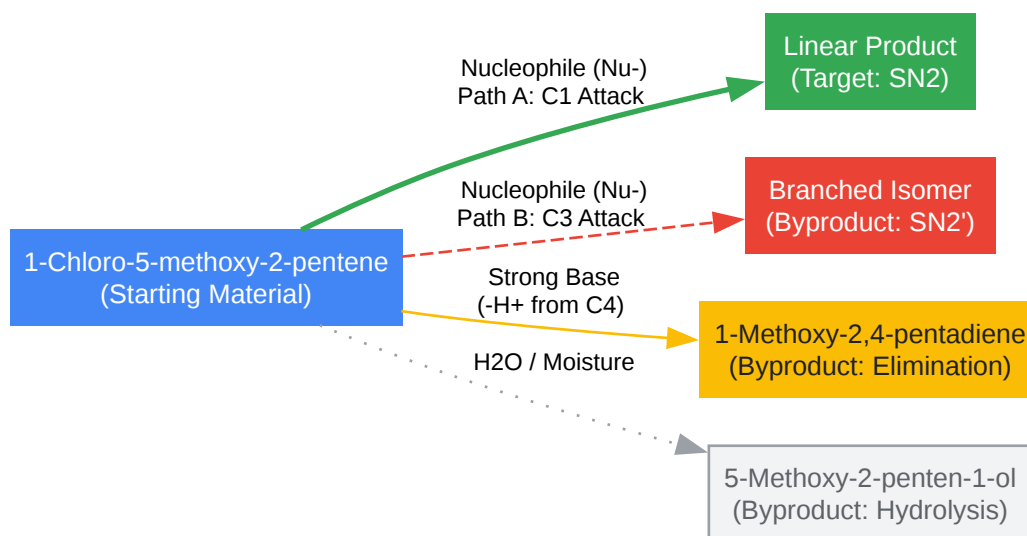 Linear Product
(Target: SN2)
Nucleophile (Nu-)
Path A: C1 Attack
Nucleophile (Nu-)
Path B: C3 Attack
Branched Isomer
(Byproduct: SN2')
1-Chloro-5-methoxy-2-pentene
(Starting Material)
Strong Base
(-H+ from C4)
1-Methoxy-2,4-pentadiene
(Byproduct: Elimination)
H2O / Moisture
5-Methoxy-2-penten-1-ol
(Byproduct: Hydrolysis)